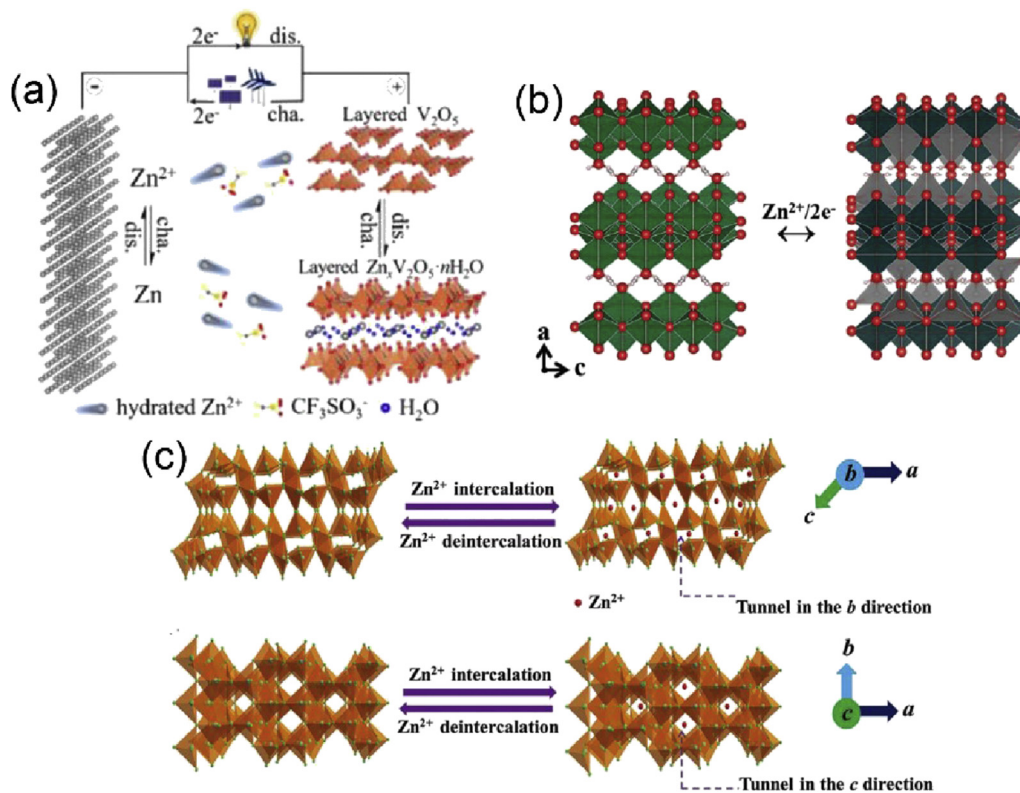 (a)
2e⁻ dis.
−
+
2e⁻ cha.
Layered V₂O₅
Zn²⁺
dis. cha.
Zn
cha. dis.
Layered ZnₓV₂O₅·nH₂O
hydrated Zn²⁺ CF₃SO₃⁻ H₂O
(b)
Zn²⁺/2e⁻
a
c
(c)
Zn²⁺ intercalation
Zn²⁺ deintercalation
Zn²⁺
Tunnel in the b direction
b
a
c
Zn²⁺ intercalation
Zn²⁺ deintercalation
Tunnel in the c direction
b
c
a